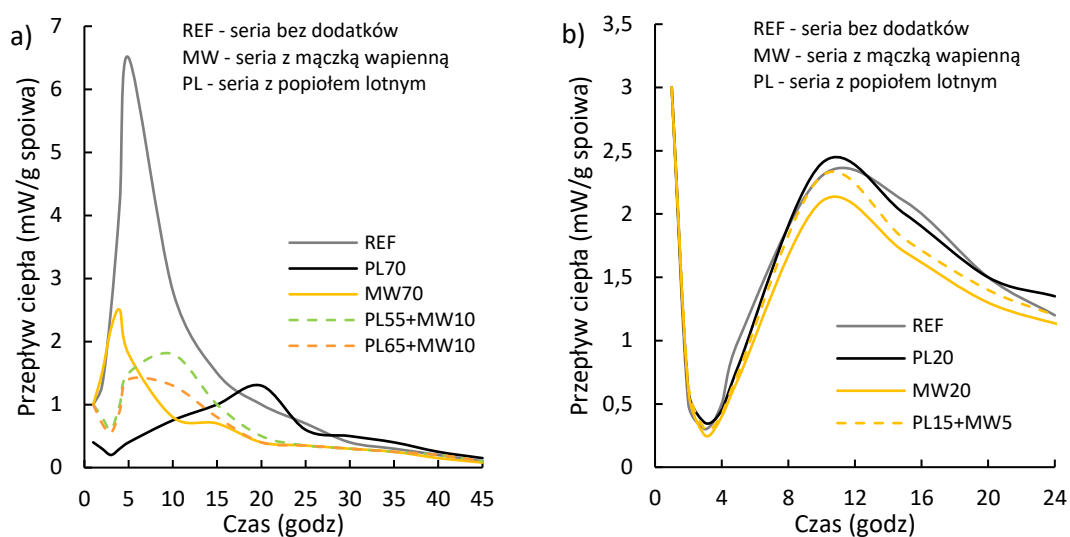 a)
REF - seria bez dodatków
MW - seria z mączką wapienną
PL - seria z popiołem lotnym
Przepływ ciepła (mW/g spoiwa)
7
6
5
4
3
2
1
0
REF
PL70
MW70
PL55+MW10
PL65+MW10
0 5 10 15 20 25 30 35 40 45
Czas (godz)
b)
REF - seria bez dodatków
MW - seria z mączką wapienną
PL - seria z popiołem lotnym
Przepływ ciepła (mW/g spoiwa)
3,5
3
2,5
2
1,5
1
0,5
0
REF
PL20
MW20
PL15+MW5
0 4 8 12 16 20 24
Czas (godz)